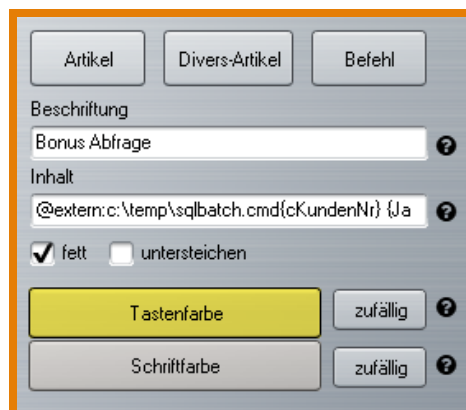 Artikel Divers-Artikel Befehl
Beschriftung
Bonus Abfrage
Inhalt
@extern:c:\temp\sqlbatch.cmd{cKundenNr} {Ja
fett untersteichen
Tastenfarbe zufällig
Schriftfarbe zufällig